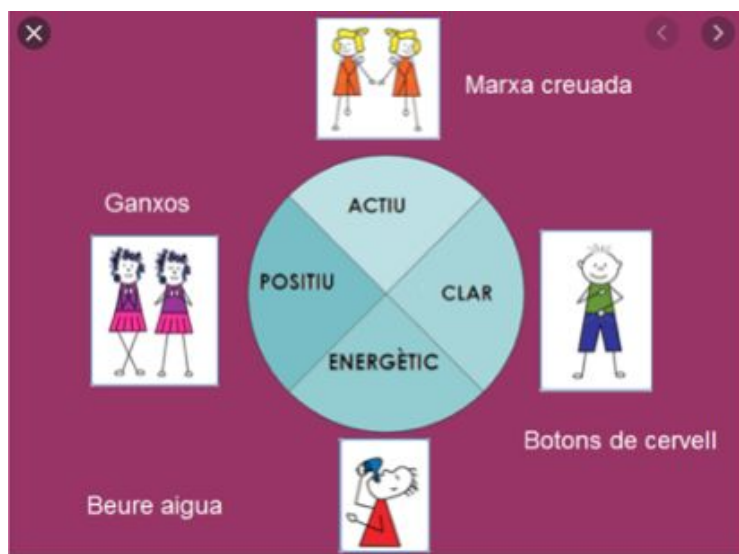 Marxa creuada
Ganxos
ACTIU
POSITIU
CLAR
ENERGÈTIC
Botons de cervell
Beure aigua